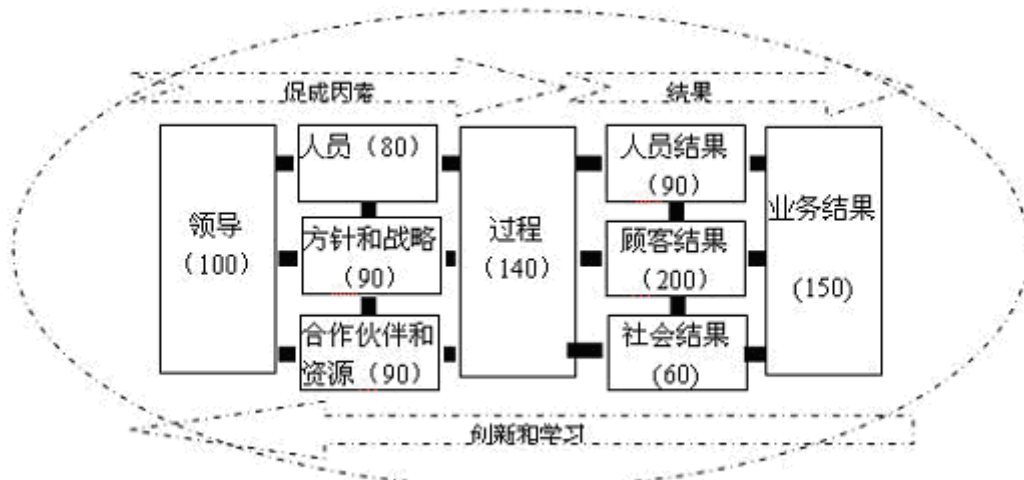 促成因素
结果
领导
（100）
人员（80）
方针和战略
（90）
合作伙伴和
资源（90）
过程
（140）
人员结果
（90）
顾客结果
（200）
社会结果
(60)
业务结果
(150)
创新和学习